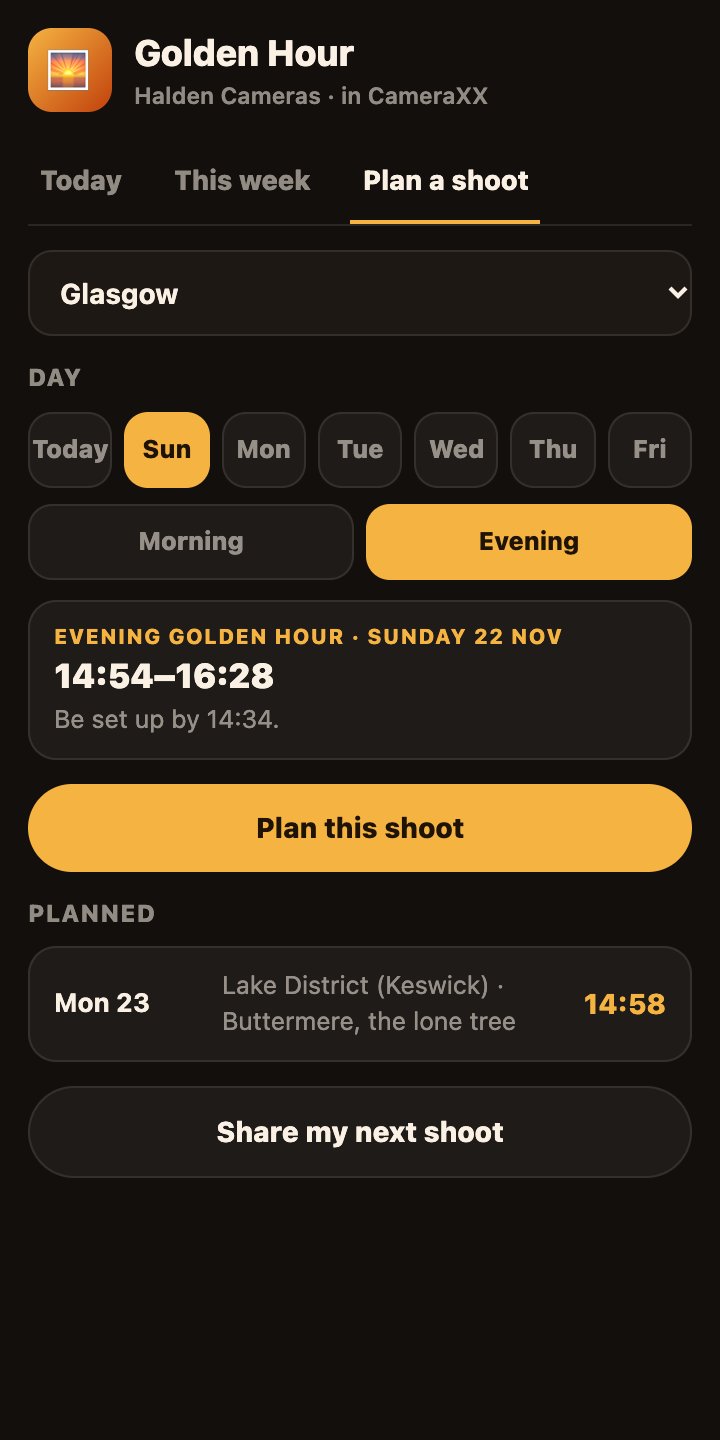 Golden Hour
Halden Cameras · in CameraXX
Today
This week
Plan a shoot
Glasgow
DAY
Today
Sun
Mon
Tue
Wed
Thu
Fri
Morning
Evening
EVENING GOLDEN HOUR · SUNDAY 22 NOV
14:54–16:28
Be set up by 14:34.
Plan this shoot
PLANNED
Mon 23
Lake District (Keswick) ·
Buttermere, the lone tree
14:58
Share my next shoot